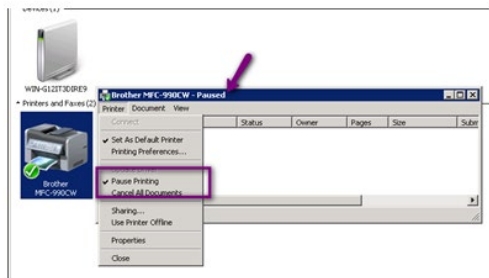 Devices (1)
WIN-G12IT3DIRE9
Printers and Faxes (2)
Brother MFC-990CW - Paused
Printer Document View
Connect
Status Owner Pages Size
Set As Default Printer
Printing Preferences...
Pause Printing
Cancel All Documents
Sharing...
Use Printer Offline
Properties
Close
Brother
MFC-990CW